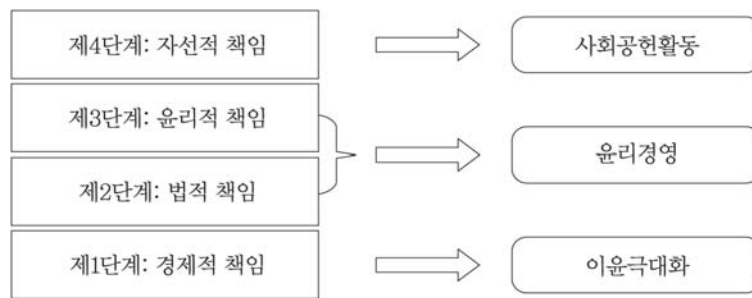 제4단계: 자선적 책임
사회공헌활동
제3단계: 윤리적 책임
윤리경영
제2단계: 법적 책임
제1단계: 경제적 책임
이윤극대화